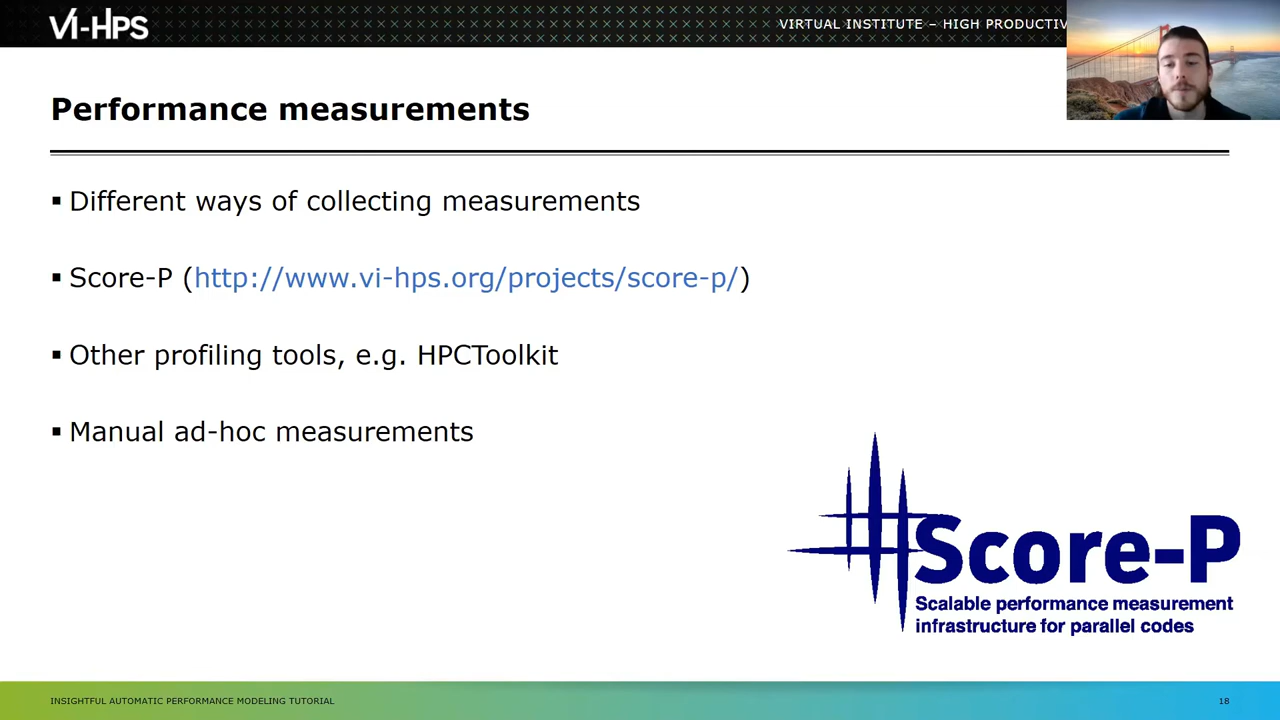 VI-HPS
VIRTUAL INSTITUTE – HIGH
Performance measurements
▪ Different ways of collecting measurements
▪ Score-P (http://www.vi-hps.org/projects/score-p/)
▪ Other profiling tools, e.g. HPCToolkit
▪ Manual ad-hoc measurements
Score-P
Scalable performance measurement
infrastructure for parallel codes
INSIGHTFUL AUTOMATIC PERFORMANCE MODELING TUTORIAL
18